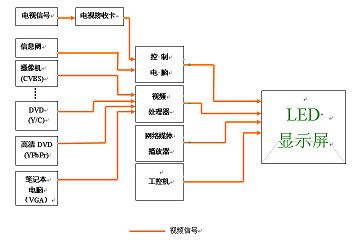 电视信号
电视接收卡
信息网
摄像机
(CVBS)
DVD
(Y/C)
高清 DVD
(YPbPr)
笔记本
电脑
(VGA)
控 制
电 脑
视频
处理器
网络媒体
播放器
工控机
LED
显示屏
视频信号